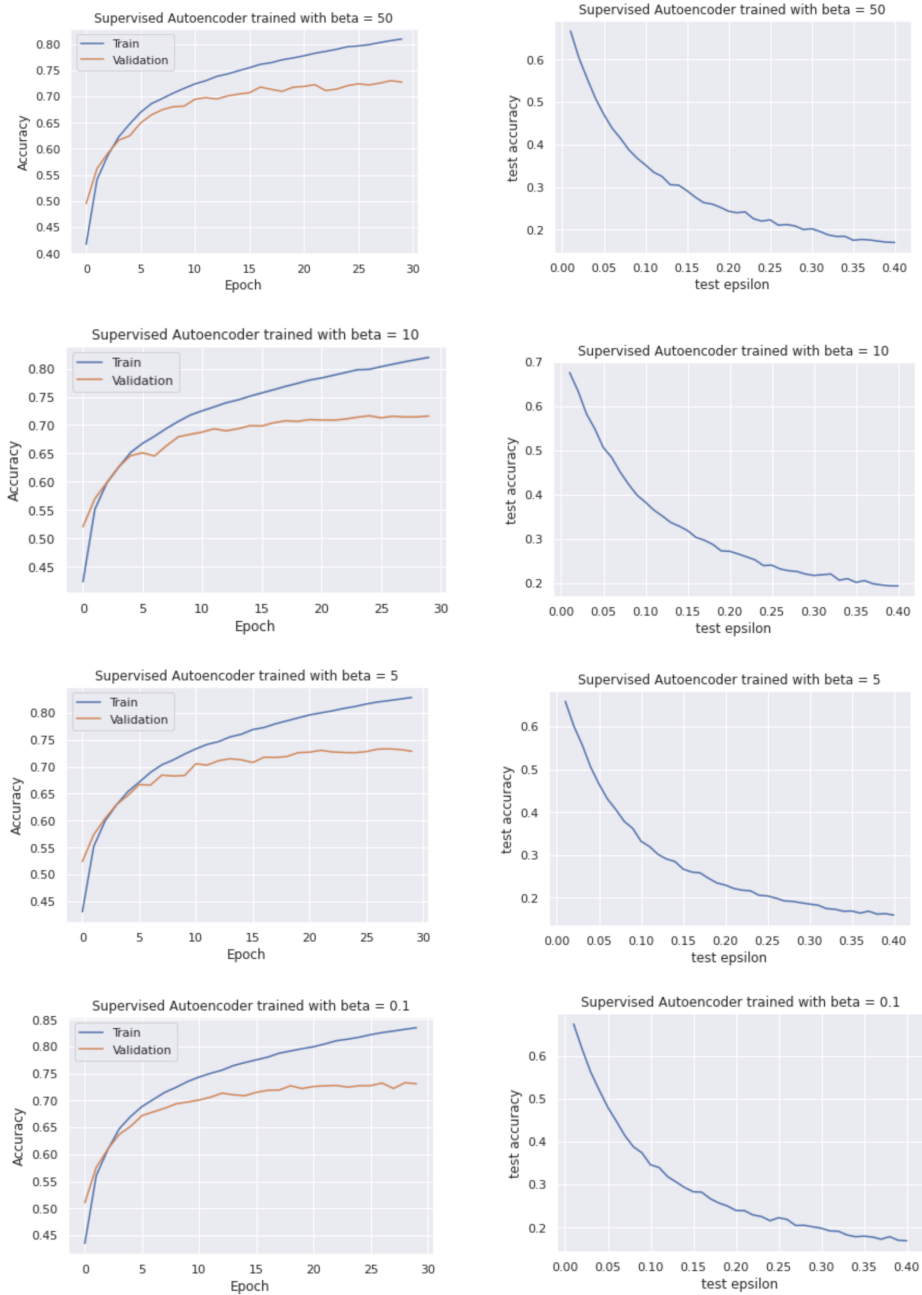 Supervised Autoencoder trained with beta = 50
Train
Validation
0.80
0.75
0.70
0.65
0.60
0.55
0.50
0.45
0.40
Accuracy
0 5 10 15 20 25 30
Epoch
Supervised Autoencoder trained with beta = 50
0.6
0.5
0.4
0.3
0.2
test accuracy
0.00 0.05 0.10 0.15 0.20 0.25 0.30 0.35 0.40
test epsilon
Supervised Autoencoder trained with beta = 10
Train
Validation
0.80
0.75
0.70
0.65
0.60
0.55
0.50
0.45
Accuracy
0 5 10 15 20 25 30
Epoch
Supervised Autoencoder trained with beta = 10
0.7
0.6
0.5
0.4
0.3
0.2
test accuracy
0.00 0.05 0.10 0.15 0.20 0.25 0.30 0.35 0.40
test epsilon
Supervised Autoencoder trained with beta = 5
Train
Validation
0.80
0.75
0.70
0.65
0.60
0.55
0.50
0.45
Accuracy
0 5 10 15 20 25 30
Epoch
Supervised Autoencoder trained with beta = 5
0.6
0.5
0.4
0.3
0.2
test accuracy
0.00 0.05 0.10 0.15 0.20 0.25 0.30 0.35 0.40
test epsilon
Supervised Autoencoder trained with beta = 0.1
Train
Validation
0.85
0.80
0.75
0.70
0.65
0.60
0.55
0.50
0.45
Accuracy
0 5 10 15 20 25 30
Epoch
Supervised Autoencoder trained with beta = 0.1
0.6
0.5
0.4
0.3
0.2
test accuracy
0.00 0.05 0.10 0.15 0.20 0.25 0.30 0.35 0.40
test epsilon